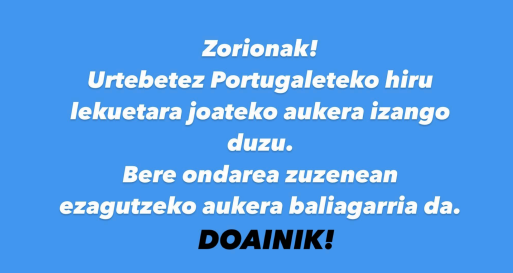 Zorionak!
Urtebetez Portugaleteko hiru
lekuetara joateko aukera izango
duzu.
Bere ondarea zuzenean
ezagutzeko aukera baliagarria da.
DOAINIK!